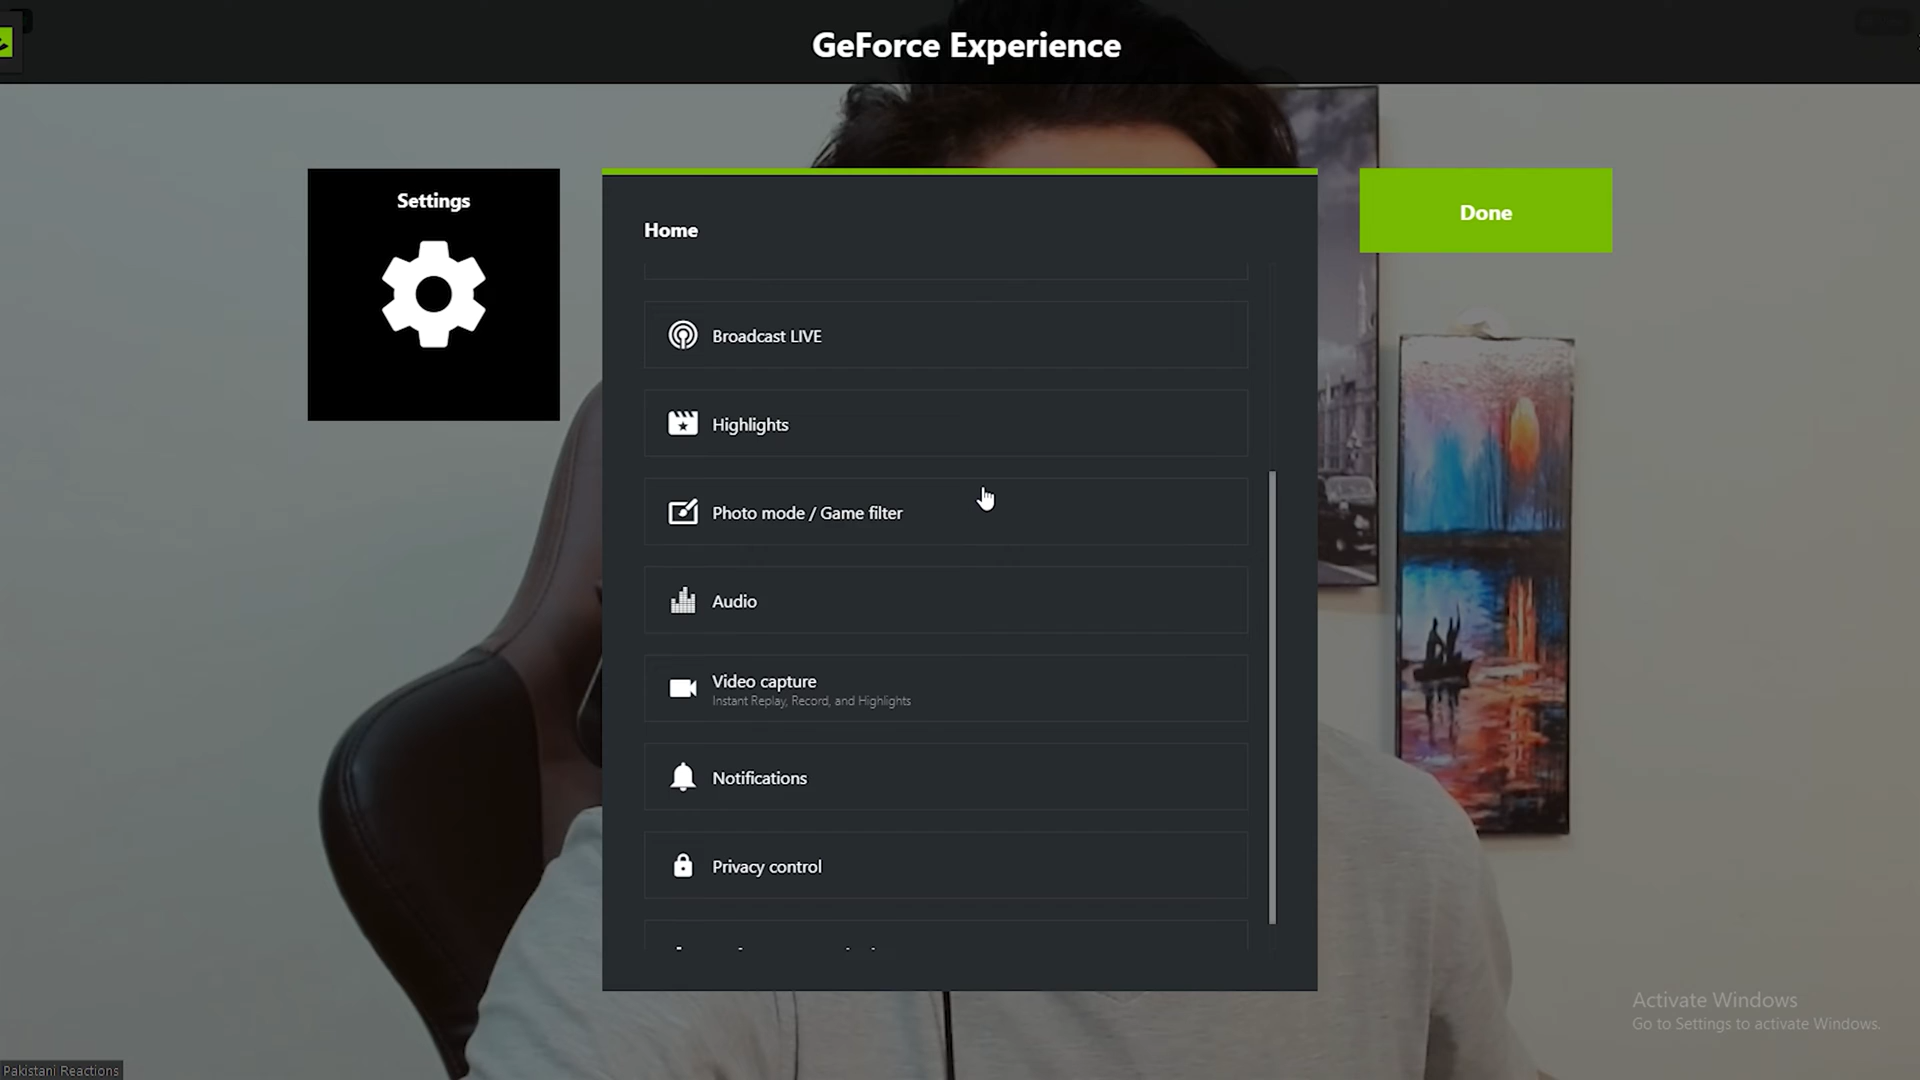 GeForce Experience
Settings
Home
Done
Broadcast LIVE
Highlights
Photo mode / Game filter
Audio
Video capture
Instant Replay, Record, and Highlights
Notifications
Privacy control
Activate Windows
Go to Settings to activate Windows.
Pakistani Reactions